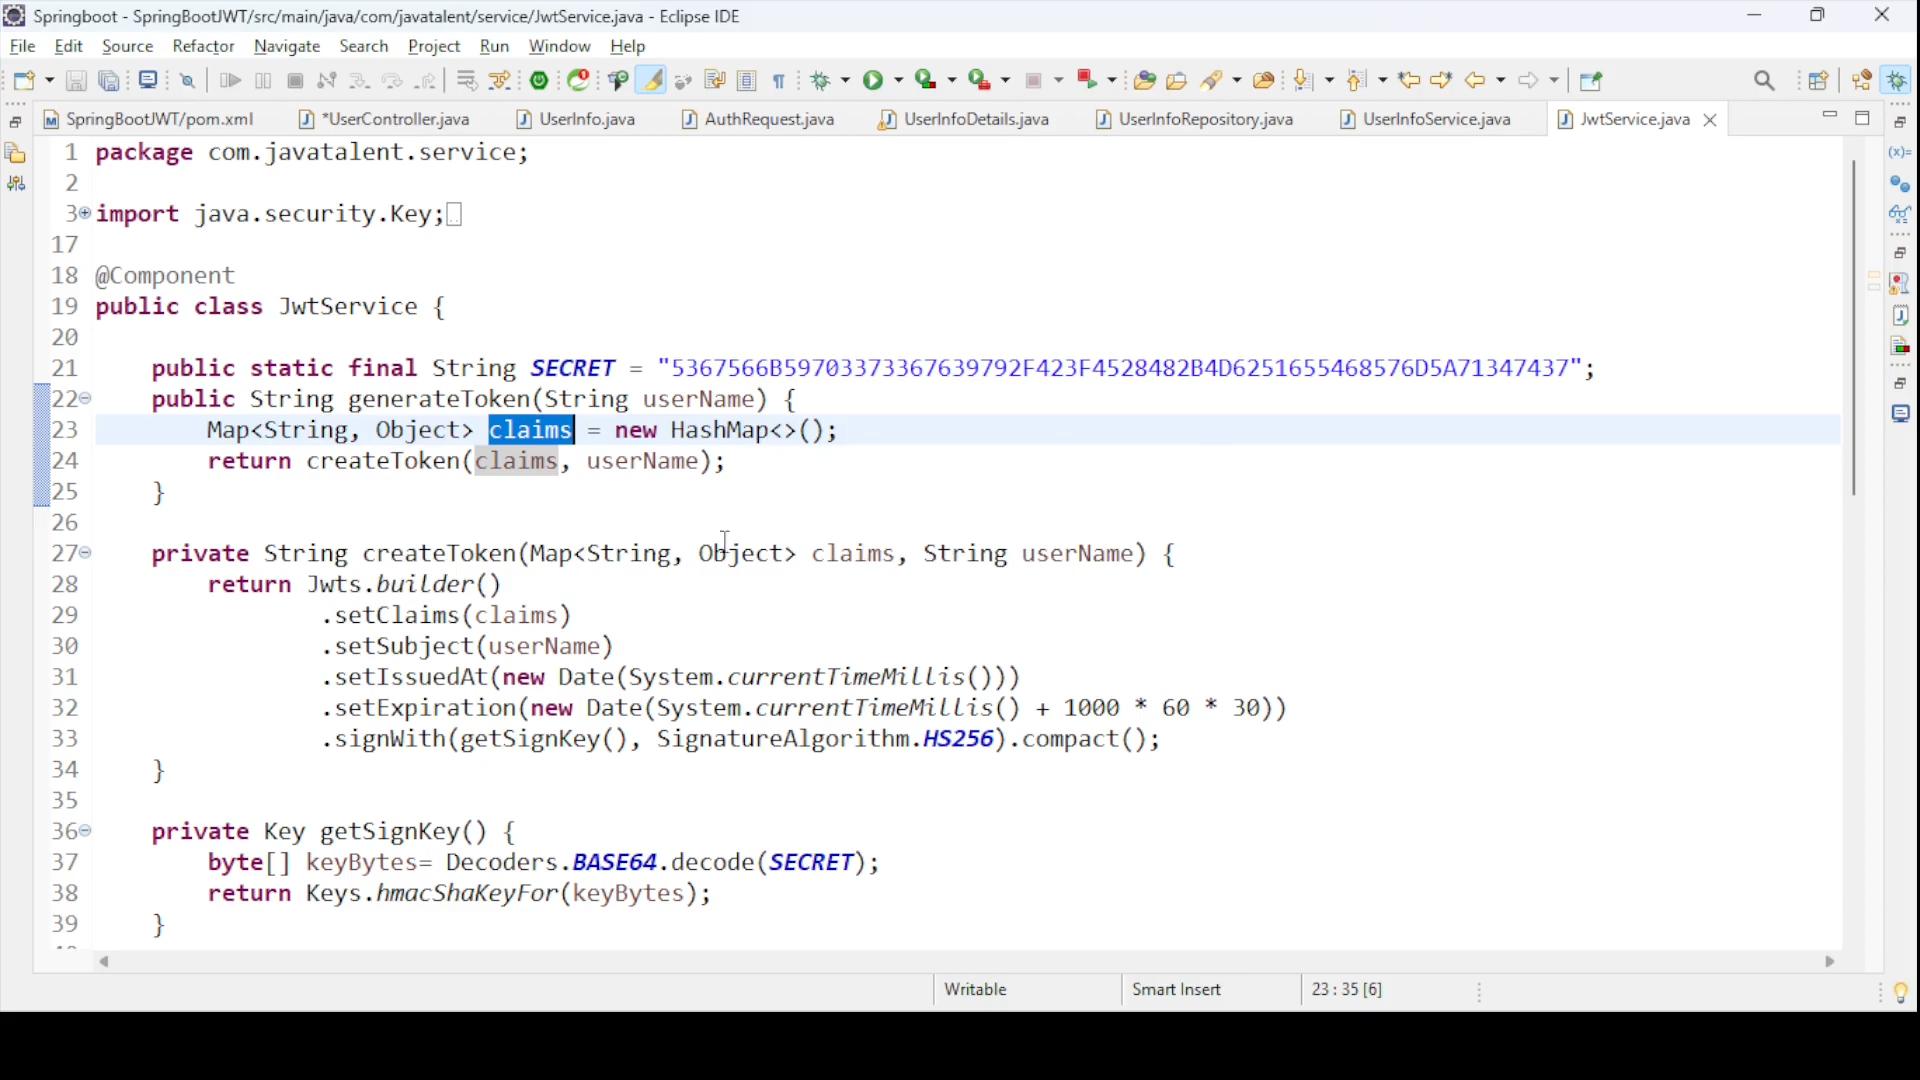 Springboot - SpringBootJWT/src/main/java/com/javatalent/service/JwtService.java - Eclipse IDE
File Edit Source Refactor Navigate Search Project Run Window Help
SpringBootJWT/pom.xml *UserController.java UserInfo.java AuthRequest.java UserInfoDetails.java UserInfoRepository.java UserInfoService.java JwtService.java
1 package com.javatalent.service;
2
3 import java.security.Key;
17
18 @Component
19 public class JwtService {
20
21 public static final String SECRET = "5367566B59703373367639792F423F4528482B4D6251655468576D5A71347437";
22 public String generateToken(String userName) {
23 Map<String, Object> claims = new HashMap<>();
24 return createToken(claims, userName);
25 }
26
27 private String createToken(Map<String, Object> claims, String userName) {
28 return Jwts.builder()
29 .setClaims(claims)
30 .setSubject(userName)
31 .setIssuedAt(new Date(System.currentTimeMillis()))
32 .setExpiration(new Date(System.currentTimeMillis() + 1000 * 60 * 30))
33 .signWith(getSignKey(), SignatureAlgorithm.HS256).compact();
34 }
35
36 private Key getSignKey() {
37 byte[] keyBytes= Decoders.BASE64.decode(SECRET);
38 return Keys.hmacShaKeyFor(keyBytes);
39 }
Writable Smart Insert 23 : 35 [6]